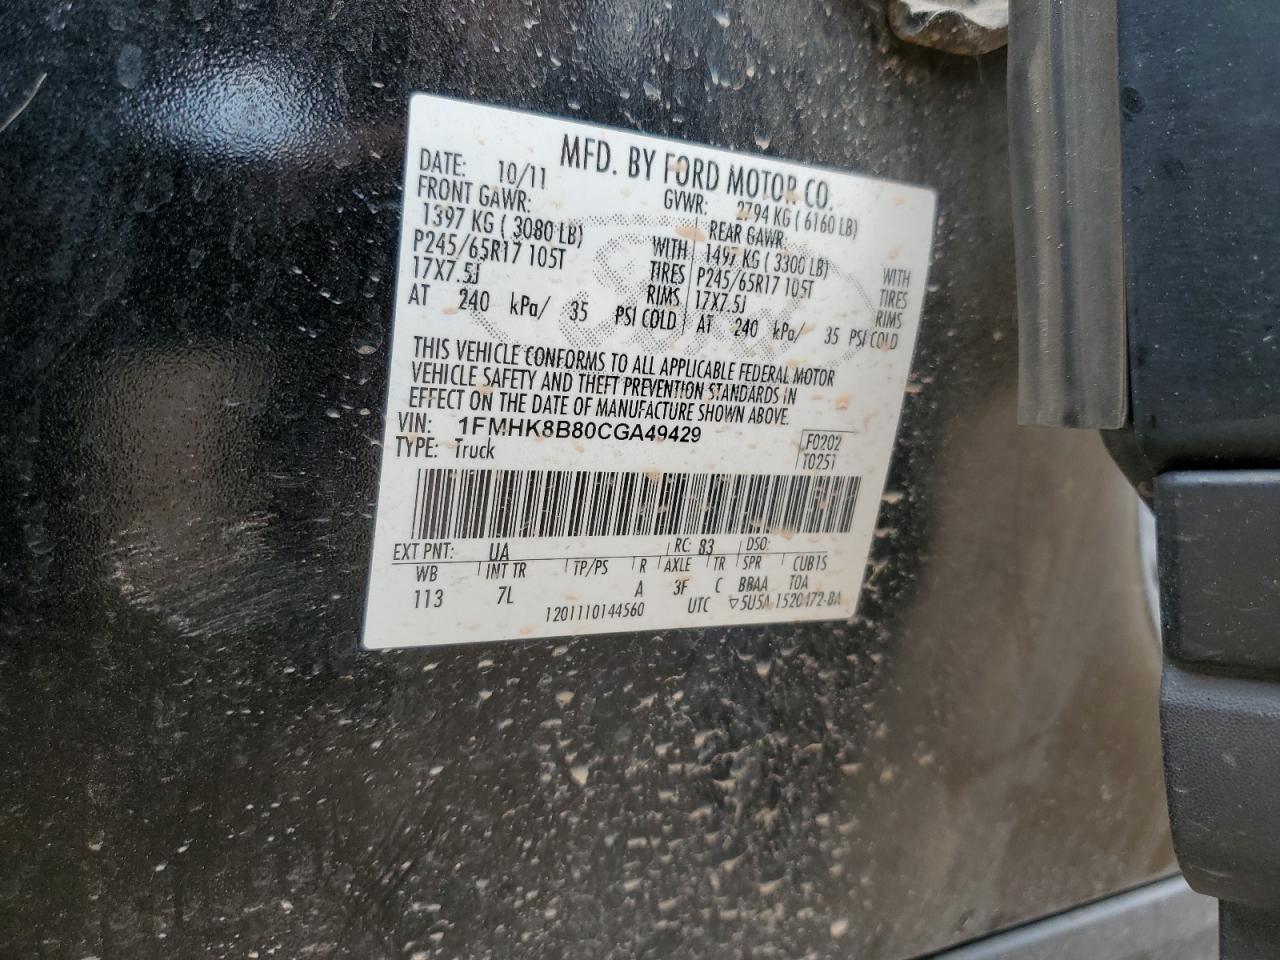 MFD. BY FORD MOTOR CO.
DATE: 10/11 GVWR: 2794 KG ( 6160 LB)
FRONT GAWR: REAR GAWR:
1397 KG ( 3080 LB) WITH 1497 KG ( 3300 LB) WITH
P245/65R17 105T TIRES P245/65R17 105T TIRES
17X7.5J RIMS 17X7.5J RIMS
AT 240 kPa/ 35 PSI COLD AT 240 kPa/ 35 PSI COLD
THIS VEHICLE CONFORMS TO ALL APPLICABLE FEDERAL MOTOR
VEHICLE SAFETY AND THEFT PREVENTION STANDARDS IN
EFFECT ON THE DATE OF MANUFACTURE SHOWN ABOVE.
VIN: 1FMHK8B80CGA49429 F0202
TYPE: Truck T0251
EXT PNT: UA RC: 83 DSO:
WB INT TR TP/PS R AXLE TR SPR CUB1S
113 7L A 3F C BBAA TOA
1201110144560 UTC ▽5U5A-1520472-BA